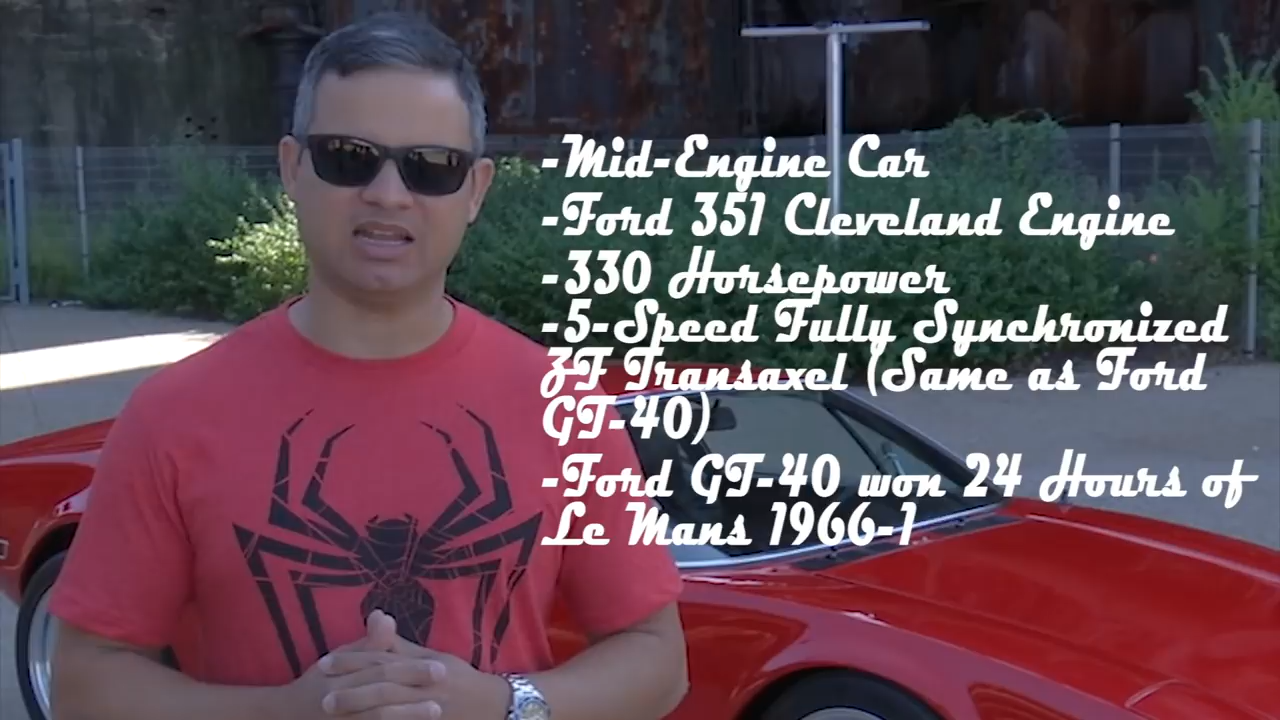 -Mid-Engine Car
-Ford 351 Cleveland Engine
-330 Horsepower
-5-Speed Fully Synchronized
ZF Transaxel (Same as Ford
GT-40)
-Ford GT-40 won 24 Hours of
Le Mans 1966-1